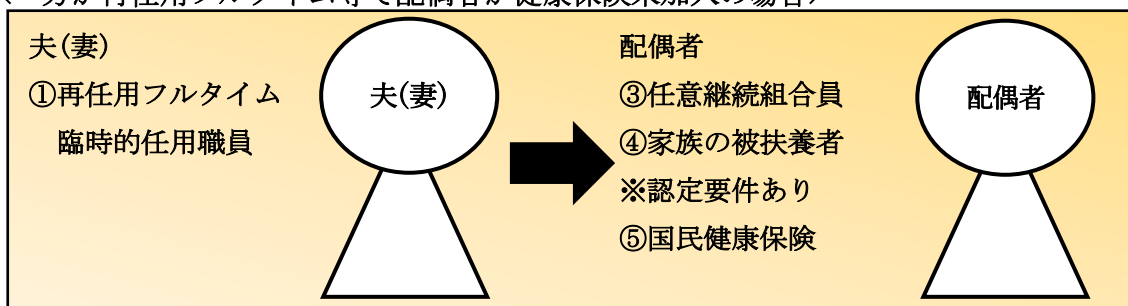 夫(妻)
①再任用フルタイム
臨時的任用職員
夫(妻)
配偶者
③任意継続組合員
④家族の被扶養者
※認定要件あり
⑤国民健康保険
配偶者